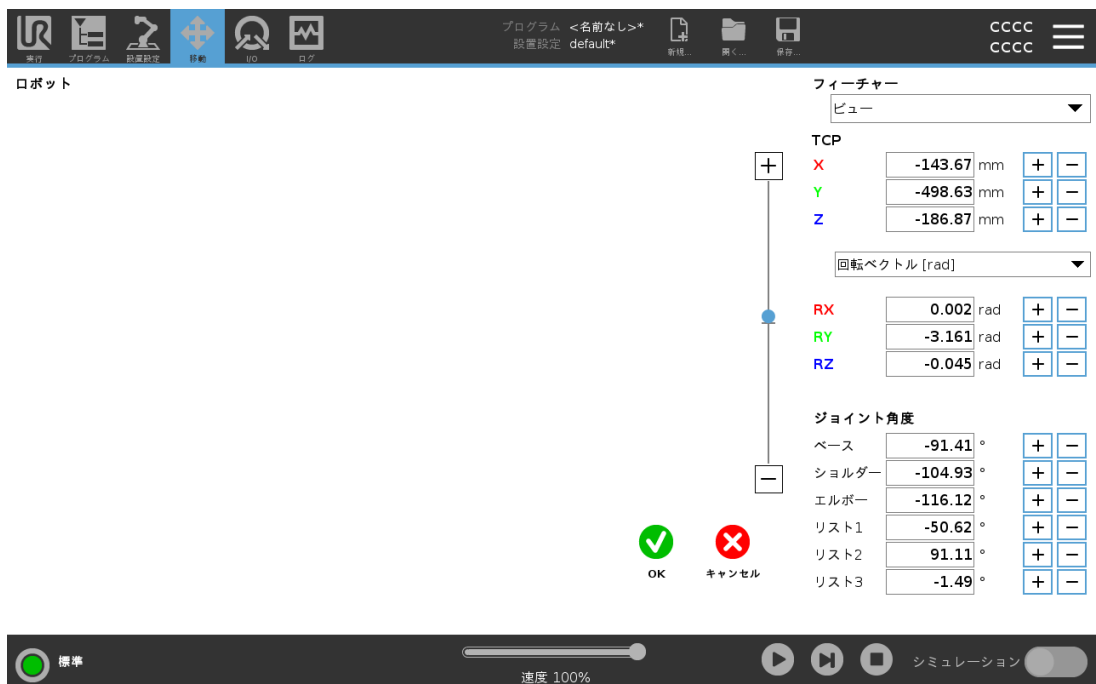 UR
実行
プログラム
設置設定
移動
I/O
ログ
プログラム <名前なし>*
設置設定 default*
新規...
開く...
保存...
CCCC
CCCC
ロボット
フィーチャー
ビュー
TCP
X -143.67 mm + −
Y -498.63 mm + −
Z -186.87 mm + −
回転ベクトル [rad]
RX 0.002 rad + −
RY -3.161 rad + −
RZ -0.045 rad + −
ジョイント角度
ベース -91.41 ° + −
ショルダー -104.93 ° + −
エルボー -116.12 ° + −
リスト1 -50.62 ° + −
リスト2 91.11 ° + −
リスト3 -1.49 ° + −
+
−
OK
キャンセル
標準
速度 100%
シミュレーション